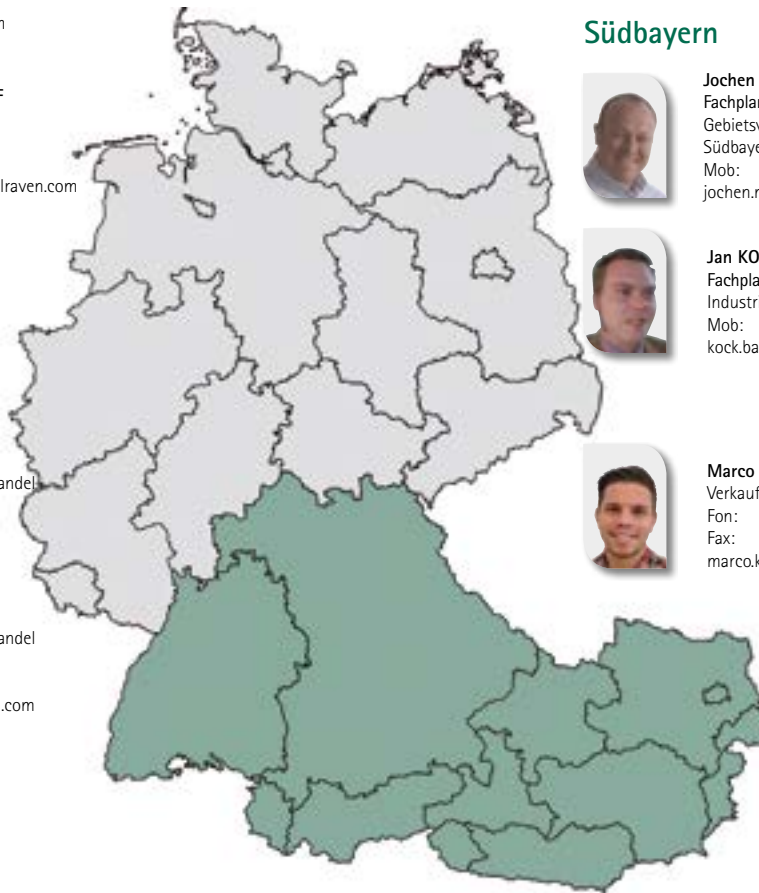 lraven.com
andel
andel
.com
Südbayern
Jochen
Fachplan
Gebietsv
Südbaye
Mob:
jochen.r
Jan KO
Fachpla
Industri
Mob:
kock.ba
Marco
Verkauf
Fon:
Fax:
marco.k